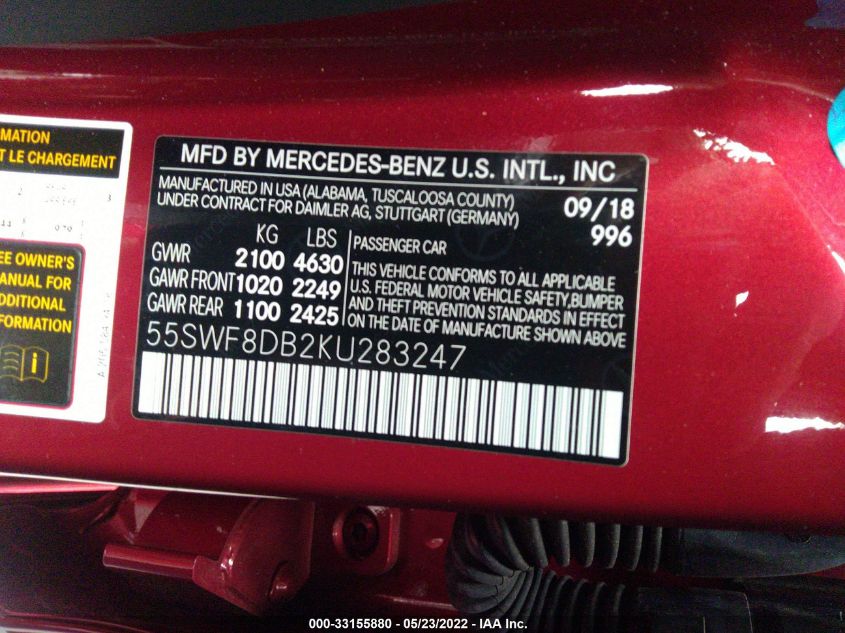 MATION
T LE CHARGEMENT
EE OWNER'S
ANUAL FOR
DDITIONAL
FORMATION
MFD BY MERCEDES-BENZ U.S. INTL., INC
MANUFACTURED IN USA (ALABAMA, TUSCALOOSA COUNTY)
UNDER CONTRACT FOR DAIMLER AG, STUTTGART (GERMANY)
09/18
996
KG LBS
GVWR 2100 4630
GAWR FRONT 1020 2249
GAWR REAR 1100 2425
PASSENGER CAR
THIS VEHICLE CONFORMS TO ALL APPLICABLE
U.S. FEDERAL MOTOR VEHICLE SAFETY,BUMPER
AND THEFT PREVENTION STANDARDS IN EFFECT
ON THE DATE OF MANUFACTURE SHOWN ABOVE
55SWF8DB2KU283247
000-33155880 - 05/23/2022 - IAA Inc.